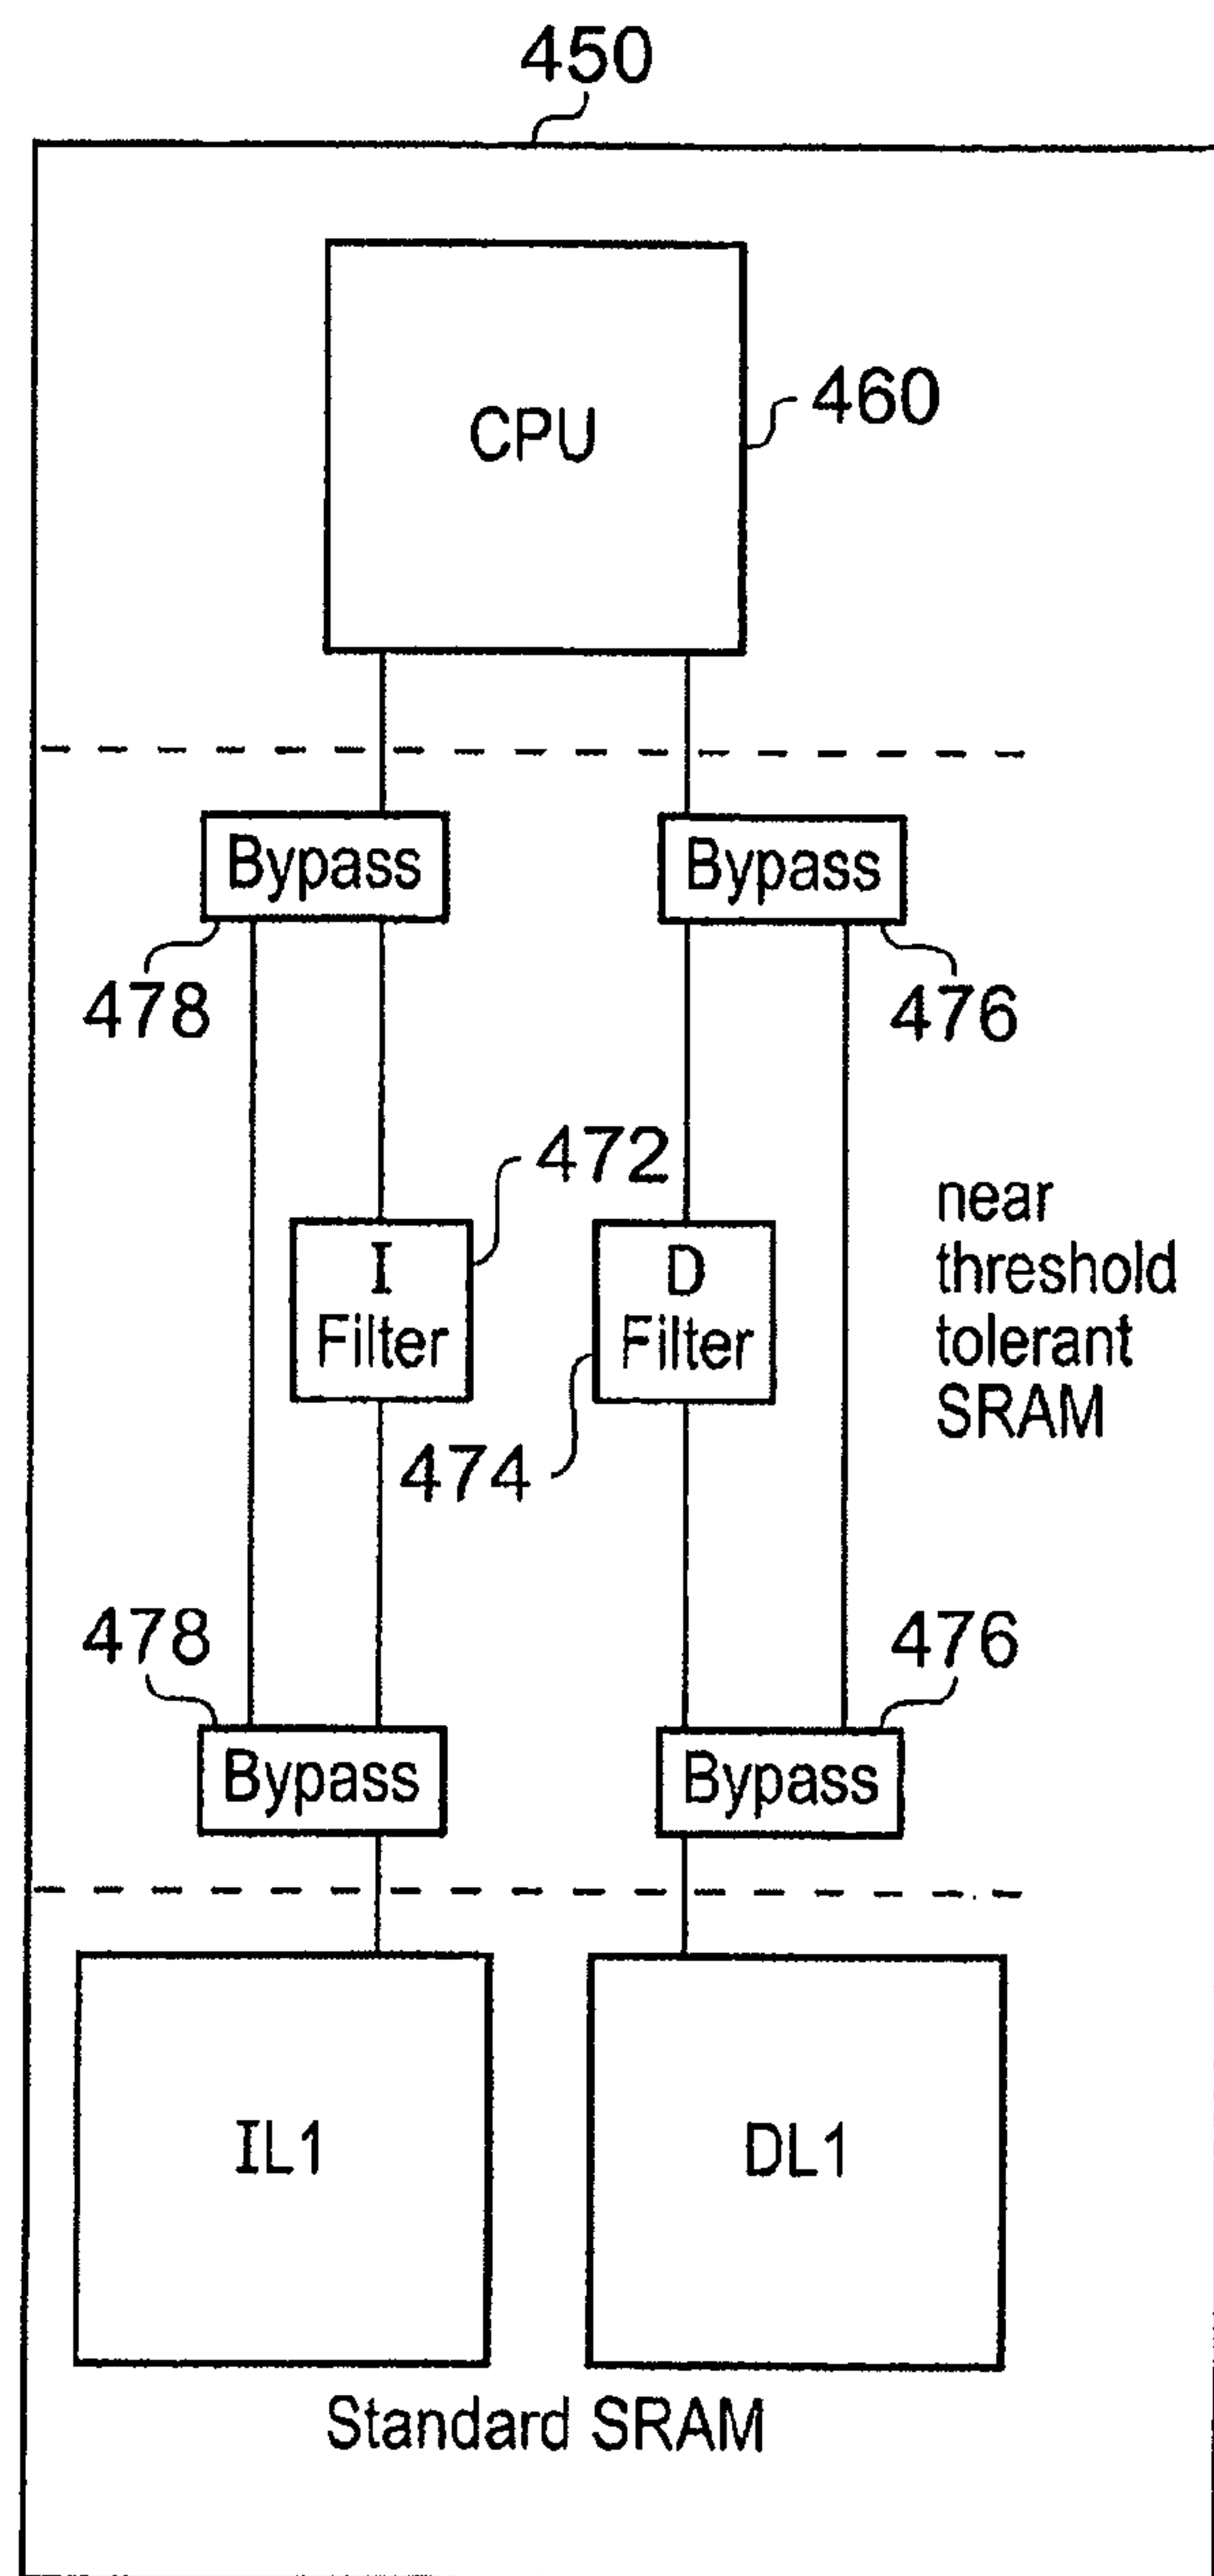 450
CPU
460
Bypass
Bypass
478
476
472
I
Filter
D
Filter
474
near
threshold
tolerant
SRAM
478
476
Bypass
Bypass
IL1
DL1
Standard SRAM